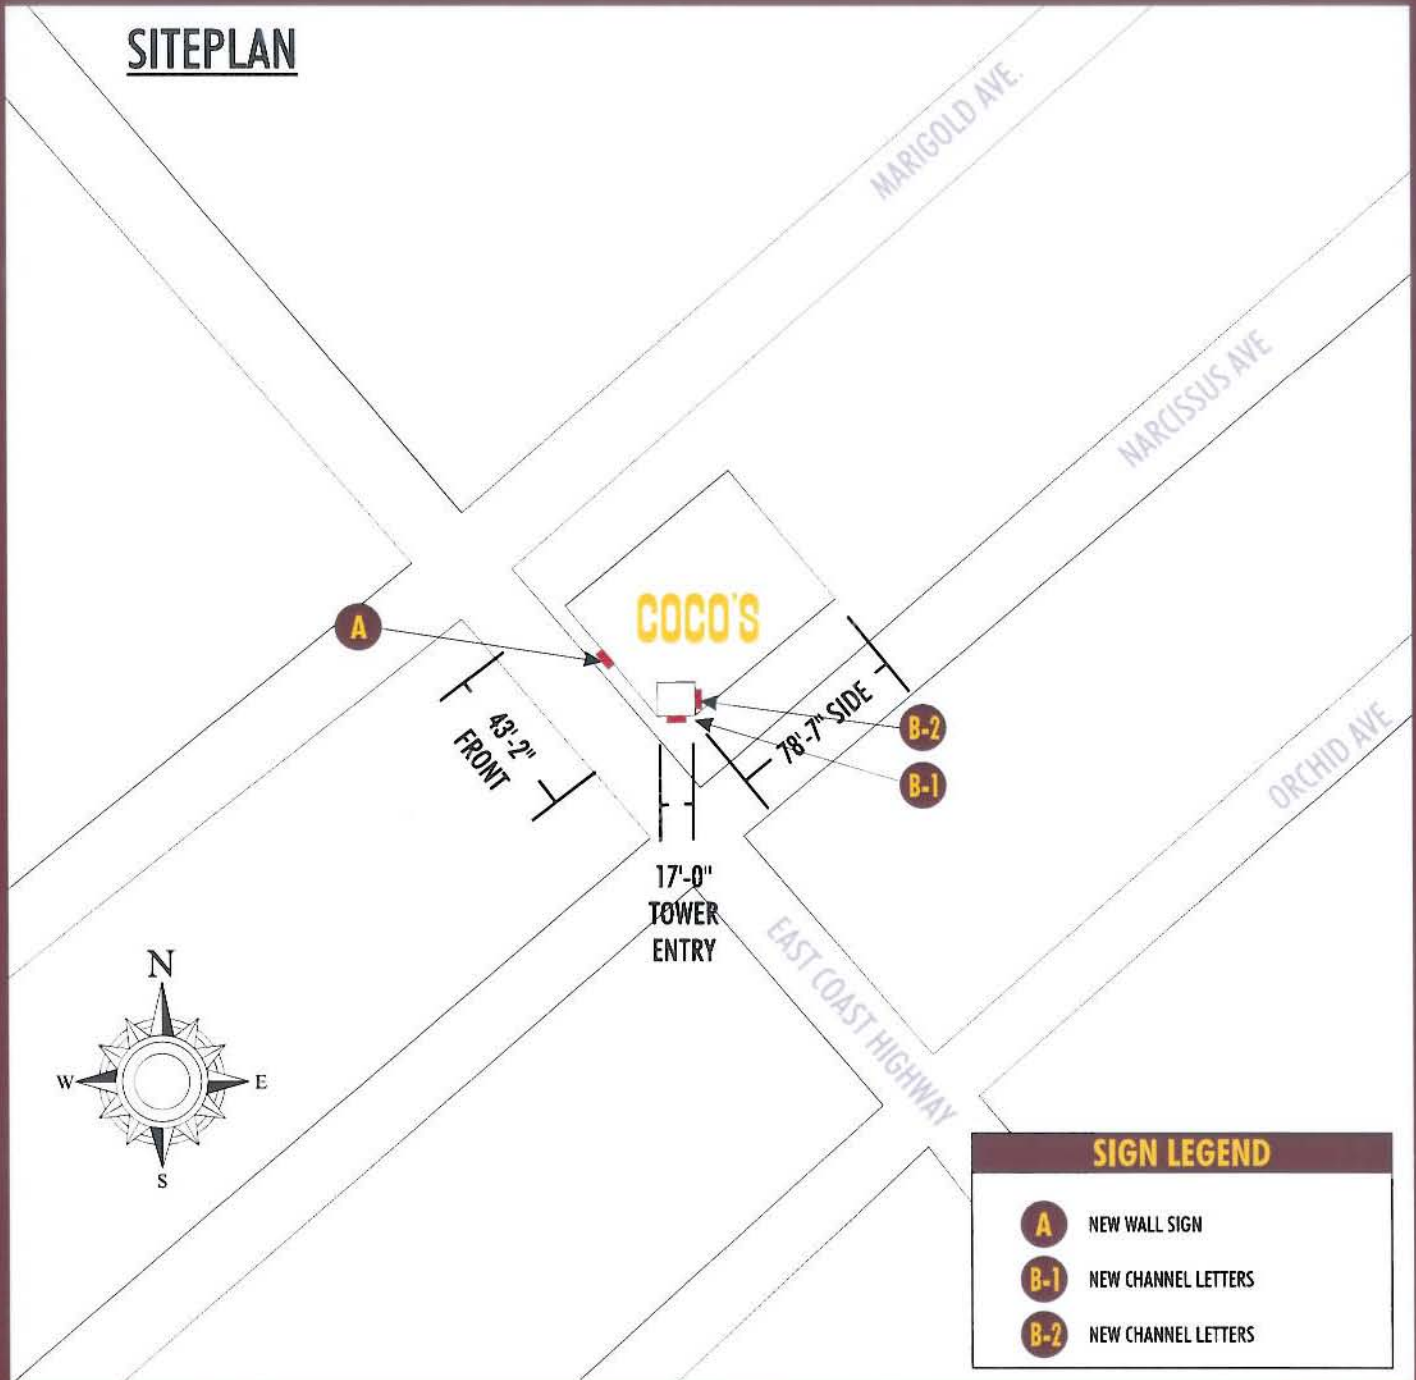 SITEPLAN
MARIGOLD AVE.
NARCISSUS AVE
COCO'S
A
43'-2"
FRONT
78'-7" SIDE
B-2
B-1
ORCHID AVE
17'-0"
TOWER
ENTRY
EAST COAST HIGHWAY
N
W
E
S
SIGN LEGEND
A NEW WALL SIGN
B-1 NEW CHANNEL LETTERS
B-2 NEW CHANNEL LETTERS